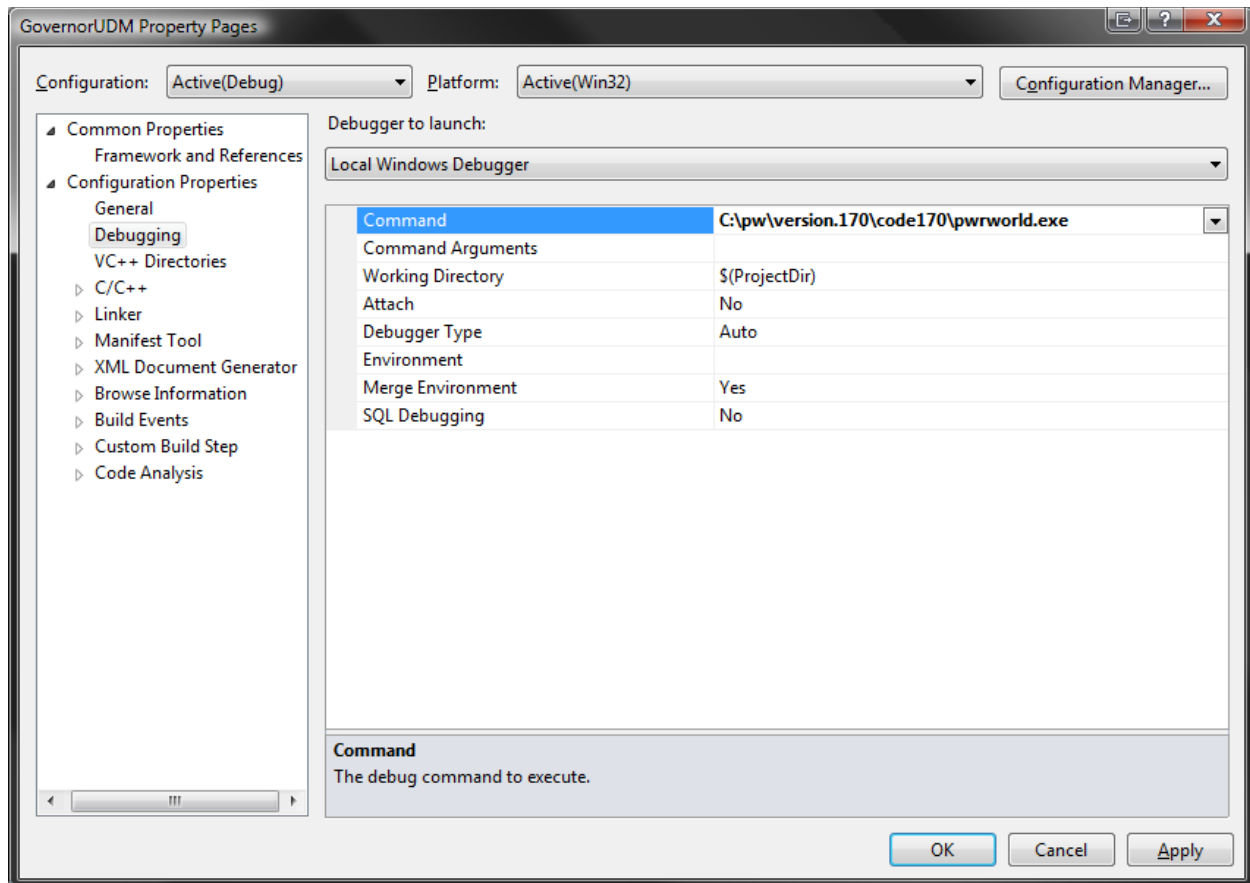 GovernorUDM Property Pages
Configuration: Active(Debug) Platform: Active(Win32) Configuration Manager...
Common Properties
Framework and References
Configuration Properties
General
Debugging
VC++ Directories
C/C++
Linker
Manifest Tool
XML Document Generator
Browse Information
Build Events
Custom Build Step
Code Analysis
Debugger to launch:
Local Windows Debugger
Command C:\pw\version.170\code170\pwrworld.exe
Command Arguments
Working Directory $(ProjectDir)
Attach No
Debugger Type Auto
Environment
Merge Environment Yes
SQL Debugging No
Command
The debug command to execute.
OK Cancel Apply